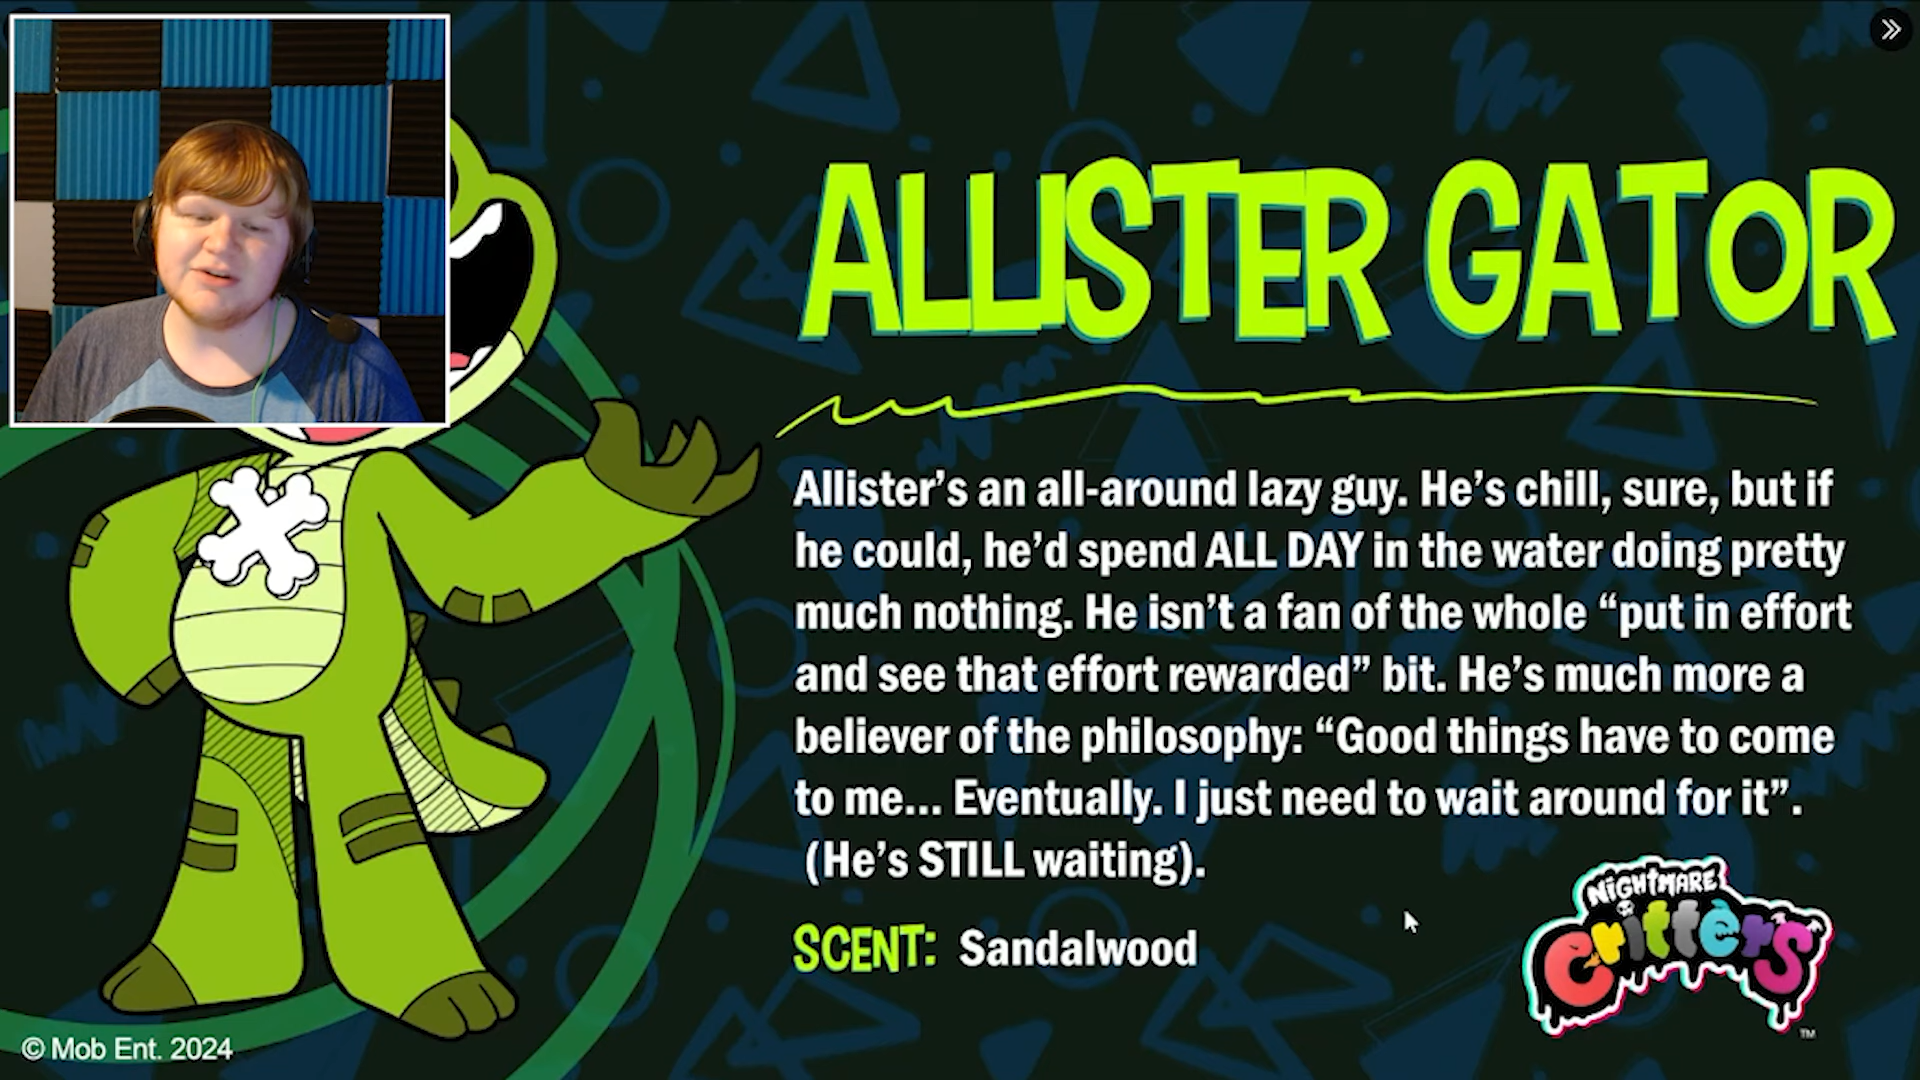 ALLISTER GATOR
Allister’s an all-around lazy guy. He’s chill, sure, but if
he could, he’d spend ALL DAY in the water doing pretty
much nothing. He isn’t a fan of the whole “put in effort
and see that effort rewarded” bit. He’s much more a
believer of the philosophy: “Good things have to come
to me... Eventually. I just need to wait around for it”.
(He’s STILL waiting).
SCENT: Sandalwood
NIGHTMARE
Critters
TM
© Mob Ent. 2024